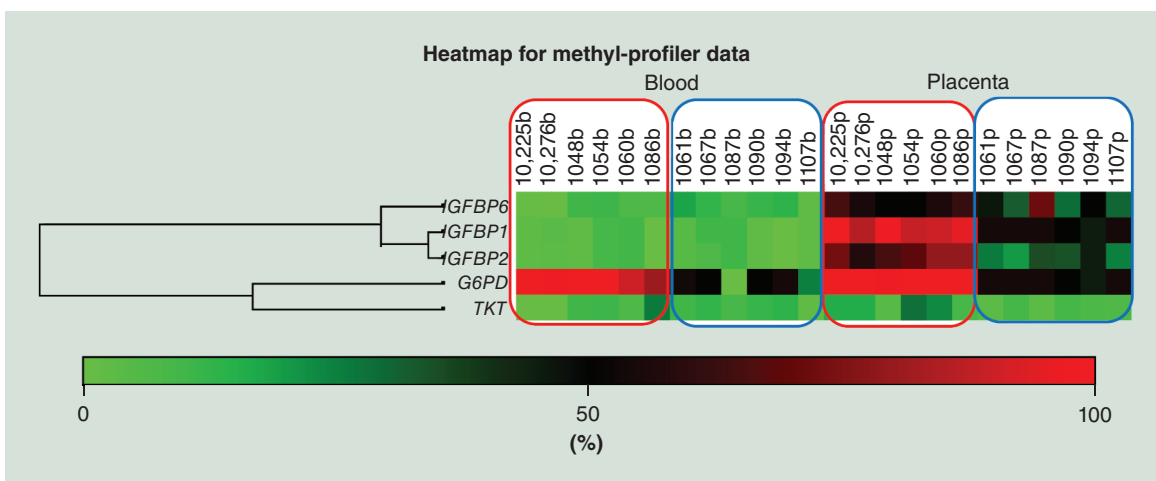 Heatmap for methyl-profiler data
Blood Placenta
10,225b 10,276b 1048b 1054b 1060b 1086b 1061b 1067b 1087b 1090b 1094b 1107b 10,225p 10,276p 1048p 1054p 1060p 1086p 1061p 1067p 1087p 1090p 1094p 1107p
IGFBP6
IGFBP1
IGFBP2
G6PD
TKT
0 50 100
(%)